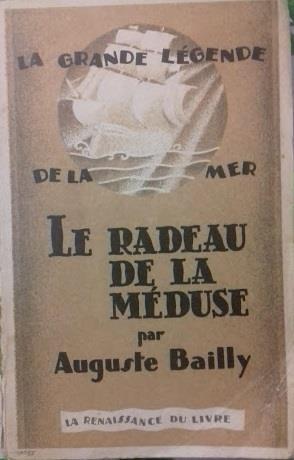 LA GRANDE LÉGENDE
DE LA MER
LE RADEAU
DE LA
MÉDUSE
par
Auguste Bailly
LA RENAISSANCE DU LIVRE